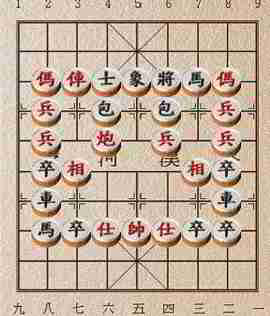 1 2 3 4 5 6 7 8 9
傌 俥 士 象 將 馬 傌
兵 包 包 兵
兵 炮 兵 兵
卒 相 相 卒
車 車
馬 卒 仕 帥 仕 卒 卒
九 八 七 六 五 四 三 二 一